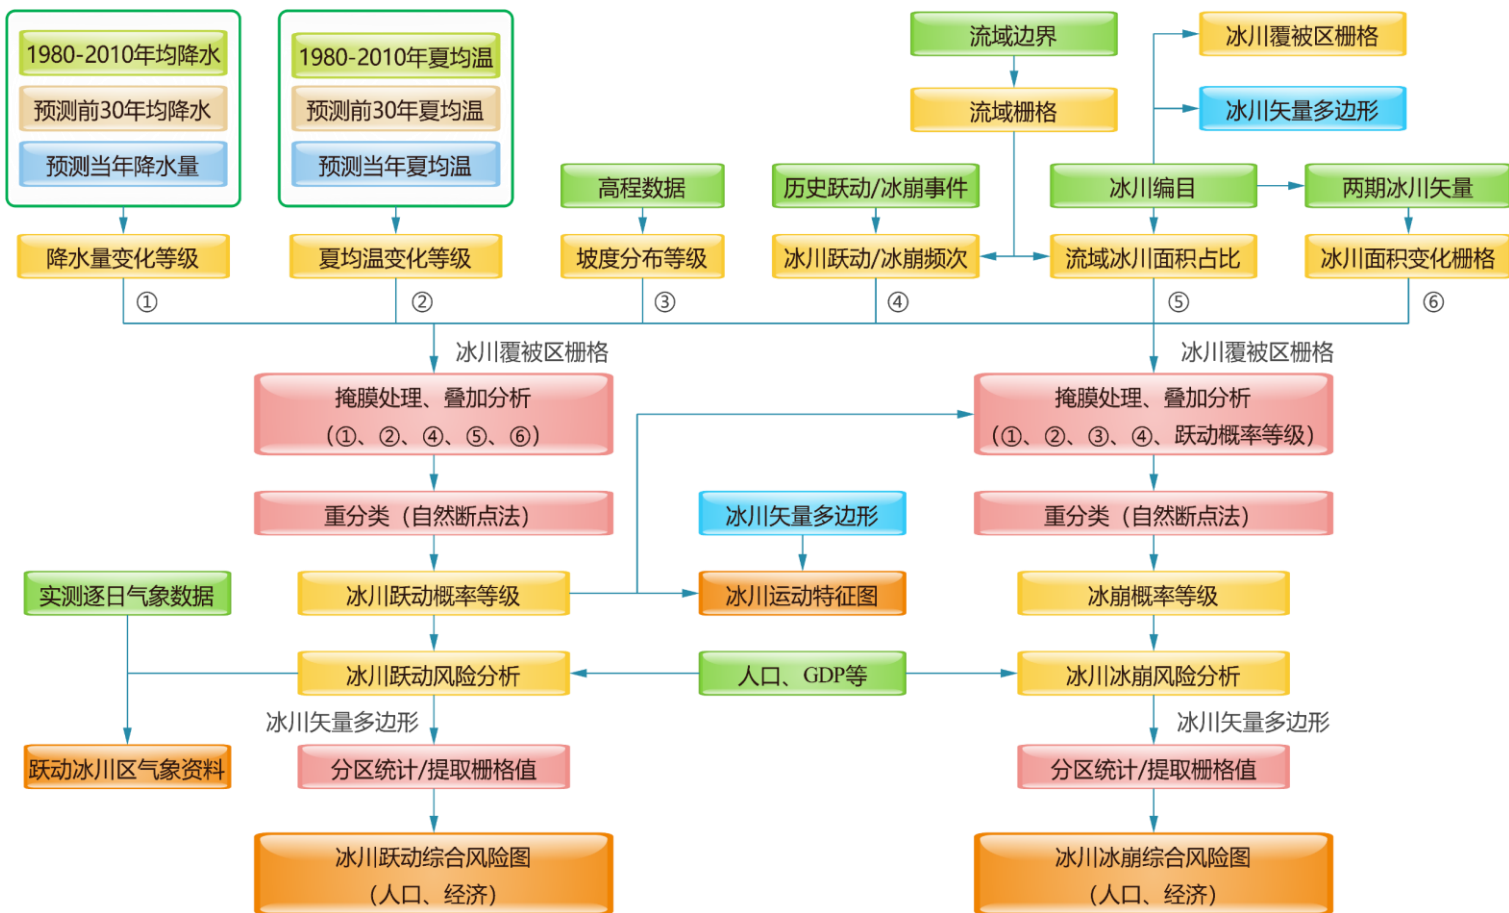 1980-2010年均降水
预测前30年均降水
预测当年降水量
1980-2010年夏均温
预测前30年夏均温
预测当年夏均温
流域边界
流域栅格
冰川覆被区栅格
冰川矢量多边形
高程数据
历史跃动/冰崩事件
冰川编目
两期冰川矢量
降水量变化等级
夏均温变化等级
坡度分布等级
冰川跃动/冰崩频次
流域冰川面积占比
冰川面积变化栅格
①
②
③
④
⑤
⑥
冰川覆被区栅格
冰川覆被区栅格
掩膜处理、叠加分析
（①、②、④、⑤、⑥）
掩膜处理、叠加分析
（①、②、③、④、跃动概率等级）
重分类（自然断点法）
冰川矢量多边形
重分类（自然断点法）
实测逐日气象数据
冰川跃动概率等级
冰川运动特征图
冰崩概率等级
冰川跃动风险分析
人口、GDP等
冰川冰崩风险分析
冰川矢量多边形
冰川矢量多边形
跃动冰川区气象资料
分区统计/提取栅格值
分区统计/提取栅格值
冰川跃动综合风险图
（人口、经济）
冰川冰崩综合风险图
（人口、经济）